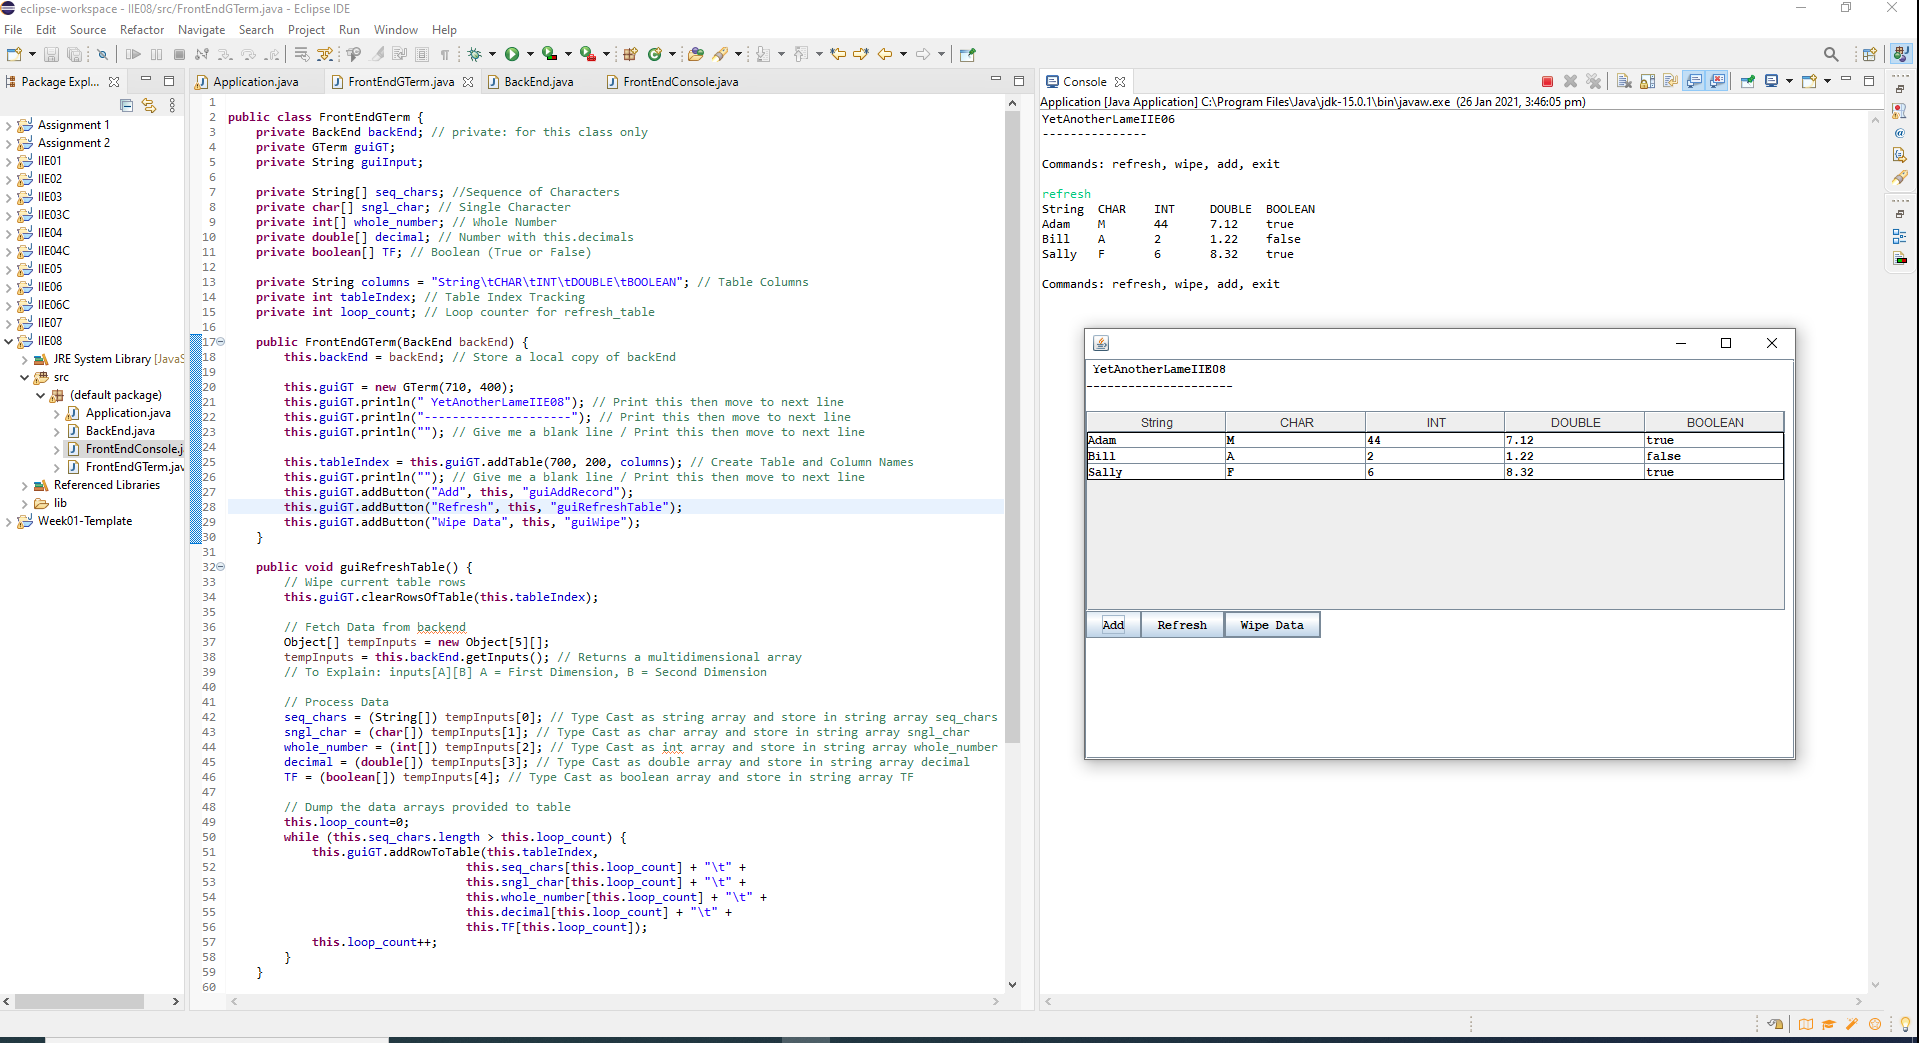 eclipse-workspace - IIE08/src/FrontEndGTerm.java - Eclipse IDE
File Edit Source Refactor Navigate Search Project Run Window Help
Package Expl...
Assignment 1
Assignment 2
IIE01
IIE02
IIE03
IIE03C
IIE04
IIE04C
IIE05
IIE06
IIE06C
IIE07
IIE08
JRE System Library [JavaS
src
(default package)
Application.java
BackEnd.java
FrontEndConsole.j
FrontEndGTerm.jav
Referenced Libraries
lib
Week01-Template
Application.java FrontEndGTerm.java BackEnd.java FrontEndConsole.java
1
2 public class FrontEndGTerm {
3 private BackEnd backEnd; // private: for this class only
4 private GTerm guiGT;
5 private String guiInput;
6
7 private String[] seq_chars; //Sequence of Characters
8 private char[] sngl_char; // Single Character
9 private int[] whole_number; // Whole Number
10 private double[] decimal; // Number with this.decimals
11 private boolean[] TF; // Boolean (True or False)
12
13 private String columns = "String\tCHAR\tINT\tDOUBLE\tBOOLEAN"; // Table Columns
14 private int tableIndex; // Table Index Tracking
15 private int loop_count; // Loop counter for refresh_table
16
17 public FrontEndGTerm(BackEnd backEnd) {
18 this.backEnd = backEnd; // Store a local copy of backEnd
19
20 this.guiGT = new GTerm(710, 400);
21 this.guiGT.println(" YetAnotherLameIIE08"); // Print this then move to next line
22 this.guiGT.println("---------------------"); // Print this then move to next line
23 this.guiGT.println(""); // Give me a blank line / Print this then move to next line
24
25 this.tableIndex = this.guiGT.addTable(700, 200, columns); // Create Table and Column Names
26 this.guiGT.println(""); // Give me a blank line / Print this then move to next line
27 this.guiGT.addButton("Add", this, "guiAddRecord");
28 this.guiGT.addButton("Refresh", this, "guiRefreshTable");
29 this.guiGT.addButton("Wipe Data", this, "guiWipe");
30 }
31
32 public void guiRefreshTable() {
33 // Wipe current table rows
34 this.guiGT.clearRowsOfTable(this.tableIndex);
35
36 // Fetch Data from backend
37 Object[] tempInputs = new Object[5][];
38 tempInputs = this.backEnd.getInputs(); // Returns a multidimensional array
39 // To Explain: inputs[A][B] A = First Dimension, B = Second Dimension
40
41 // Process Data
42 seq_chars = (String[]) tempInputs[0]; // Type Cast as string array and store in string array seq_chars
43 sngl_char = (char[]) tempInputs[1]; // Type Cast as char array and store in string array sngl_char
44 whole_number = (int[]) tempInputs[2]; // Type Cast as int array and store in string array whole_number
45 decimal = (double[]) tempInputs[3]; // Type Cast as double array and store in string array decimal
46 TF = (boolean[]) tempInputs[4]; // Type Cast as boolean array and store in string array TF
47
48 // Dump the data arrays provided to table
49 this.loop_count=0;
50 while (this.seq_chars.length > this.loop_count) {
51 this.guiGT.addRowToTable(this.tableIndex,
52 this.seq_chars[this.loop_count] + "\t" +
53 this.sngl_char[this.loop_count] + "\t" +
54 this.whole_number[this.loop_count] + "\t" +
55 this.decimal[this.loop_count] + "\t" +
56 this.TF[this.loop_count]);
57 this.loop_count++;
58 }
59 }
60
Console
Application [Java Application] C:\Program Files\Java\jdk-15.0.1\bin\javaw.exe (26 Jan 2021, 3:46:05 pm)
YetAnotherLameIIE06
---------------
Commands: refresh, wipe, add, exit
refresh
String CHAR INT DOUBLE BOOLEAN
Adam M 44 7.12 true
Bill A 2 1.22 false
Sally F 6 8.32 true
Commands: refresh, wipe, add, exit
YetAnotherLameIIE08
---------------------
String CHAR INT DOUBLE BOOLEAN
Adam M 44 7.12 true
Bill A 2 1.22 false
Sally F 6 8.32 true
Add Refresh Wipe Data